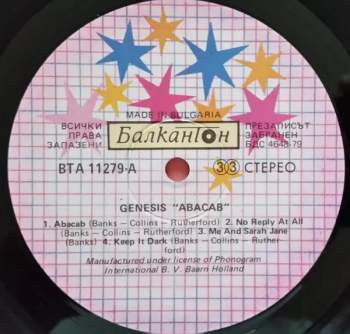 MADE IN BULGARIA
ВСИЧКИ ПРАВА ЗАПАЗЕНИ
Балкантон
ПРЕЗАПИСЪТ ЗАБРАНЕН БДС 4648-79
ВТА 11279-А
33 СТЕРЕО
GENESIS "ABACAB"
1. Abacab (Banks – Collins – Rutherford) 2. No Reply At All
(Banks – Collins – Rutherford) 3. Me And Sarah Jane
(Banks) 4. Keep It Dark (Banks – Collins – Ruther-
ford)
Manufactured under license of Phonogram
International B. V. Baarn Holland